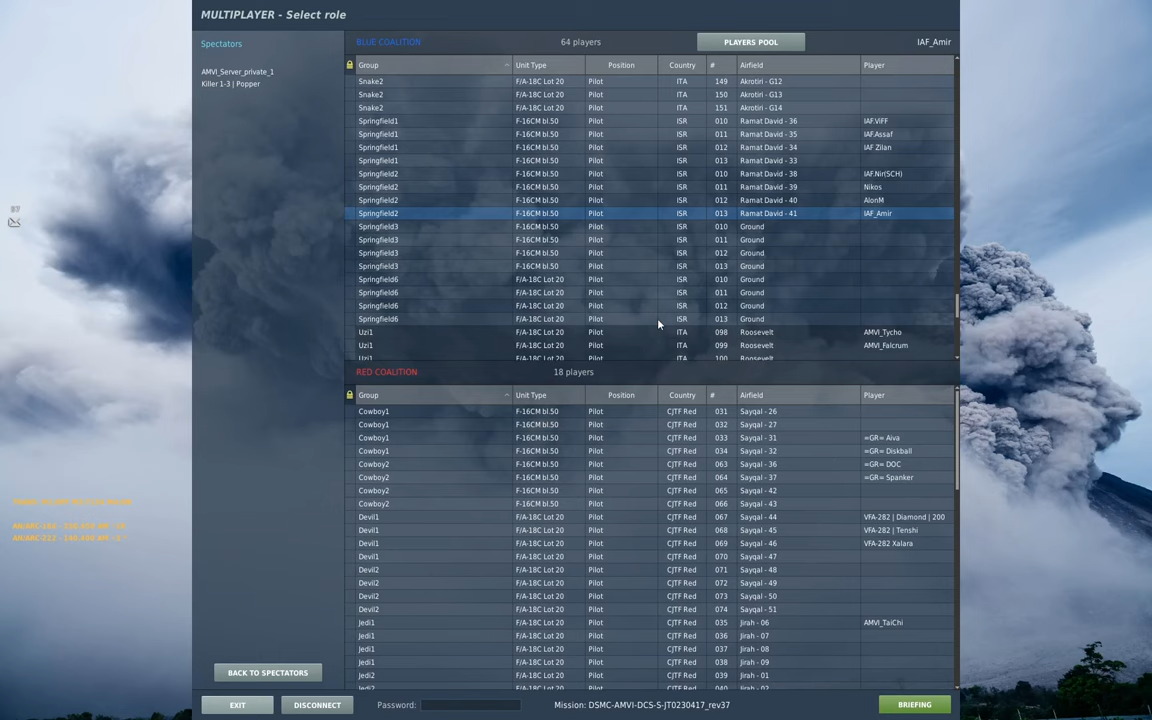 MULTIPLAYER - Select role
Spectators
AMVI_Server_private_1
Killer 1-3 | Popper
BLUE COALITION 64 players PLAYERS POOL IAF_Amir
Group Unit Type Position Country # Airfield Player
Snake2 F/A-18C Lot 20 Pilot ITA 149 Akrotiri - G12
Snake2 F/A-18C Lot 20 Pilot ITA 150 Akrotiri - G13
Snake2 F/A-18C Lot 20 Pilot ITA 151 Akrotiri - G14
Springfield1 F-16CM bl.50 Pilot ISR 010 Ramat David - 36 IAF.ViFF
Springfield1 F-16CM bl.50 Pilot ISR 011 Ramat David - 35 IAF.Assaf
Springfield1 F-16CM bl.50 Pilot ISR 012 Ramat David - 34 IAF Zilan
Springfield1 F-16CM bl.50 Pilot ISR 013 Ramat David - 33
Springfield2 F-16CM bl.50 Pilot ISR 010 Ramat David - 38 IAF.Nir(SCH)
Springfield2 F-16CM bl.50 Pilot ISR 011 Ramat David - 39 Nikos
Springfield2 F-16CM bl.50 Pilot ISR 012 Ramat David - 40 AlonM
Springfield2 F-16CM bl.50 Pilot ISR 013 Ramat David - 41 IAF_Amir
Springfield3 F-16CM bl.50 Pilot ISR 010 Ground
Springfield3 F-16CM bl.50 Pilot ISR 011 Ground
Springfield3 F-16CM bl.50 Pilot ISR 012 Ground
Springfield3 F-16CM bl.50 Pilot ISR 013 Ground
Springfield6 F/A-18C Lot 20 Pilot ISR 010 Ground
Springfield6 F/A-18C Lot 20 Pilot ISR 011 Ground
Springfield6 F/A-18C Lot 20 Pilot ISR 012 Ground
Springfield6 F/A-18C Lot 20 Pilot ISR 013 Ground
Uzi1 F/A-18C Lot 20 Pilot ITA 098 Roosevelt AMVI_Tycho
Uzi1 F/A-18C Lot 20 Pilot ITA 099 Roosevelt AMVI_Falcrum
Uzi1 F/A-18C Lot 20 Pilot ITA 100 Roosevelt
RED COALITION 18 players
Group Unit Type Position Country # Airfield Player
Cowboy1 F-16CM bl.50 Pilot CJTF Red 031 Sayqal - 26
Cowboy1 F-16CM bl.50 Pilot CJTF Red 032 Sayqal - 27
Cowboy1 F-16CM bl.50 Pilot CJTF Red 033 Sayqal - 31 =GR= Aiva
Cowboy1 F-16CM bl.50 Pilot CJTF Red 034 Sayqal - 32 =GR= Diskball
Cowboy2 F-16CM bl.50 Pilot CJTF Red 063 Sayqal - 36 =GR= DOC
Cowboy2 F-16CM bl.50 Pilot CJTF Red 064 Sayqal - 37 =GR= Spanker
Cowboy2 F-16CM bl.50 Pilot CJTF Red 065 Sayqal - 42
Cowboy2 F-16CM bl.50 Pilot CJTF Red 066 Sayqal - 43
Devil1 F/A-18C Lot 20 Pilot CJTF Red 067 Sayqal - 44 VFA-282 | Diamond | 200
Devil1 F/A-18C Lot 20 Pilot CJTF Red 068 Sayqal - 45 VFA-282 | Tenshi
Devil1 F/A-18C Lot 20 Pilot CJTF Red 069 Sayqal - 46 VFA-282 Xalara
Devil1 F/A-18C Lot 20 Pilot CJTF Red 070 Sayqal - 47
Devil2 F/A-18C Lot 20 Pilot CJTF Red 071 Sayqal - 48
Devil2 F/A-18C Lot 20 Pilot CJTF Red 072 Sayqal - 49
Devil2 F/A-18C Lot 20 Pilot CJTF Red 073 Sayqal - 50
Devil2 F/A-18C Lot 20 Pilot CJTF Red 074 Sayqal - 51
Jedi1 F/A-18C Lot 20 Pilot CJTF Red 035 Jirah - 06 AMVI_TaiChi
Jedi1 F/A-18C Lot 20 Pilot CJTF Red 036 Jirah - 07
Jedi1 F/A-18C Lot 20 Pilot CJTF Red 037 Jirah - 08
Jedi1 F/A-18C Lot 20 Pilot CJTF Red 038 Jirah - 09
Jedi2 F/A-18C Lot 20 Pilot CJTF Red 039 Jirah - 01
Jedi2 F/A-18C Lot 20 Pilot CJTF Red 040 Jirah - 02
BACK TO SPECTATORS
EXIT DISCONNECT Password: Mission: DSMC-AMVI-DCS-S-JT0230417_rev37 BRIEFING